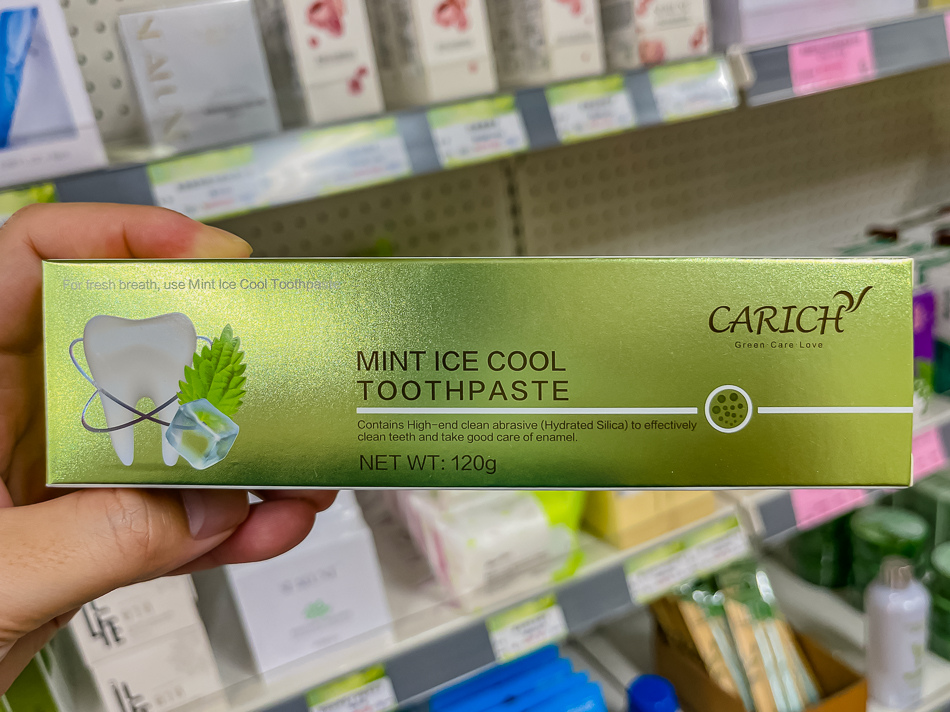 For fresh breath, use Mint Ice Cool Toothpaste
CARICH
Green Care Love
MINT ICE COOL
TOOTHPASTE
Contains High-end clean abrasive (Hydrated Silica) to effectively
clean teeth and take good care of enamel.
NET WT: 120g